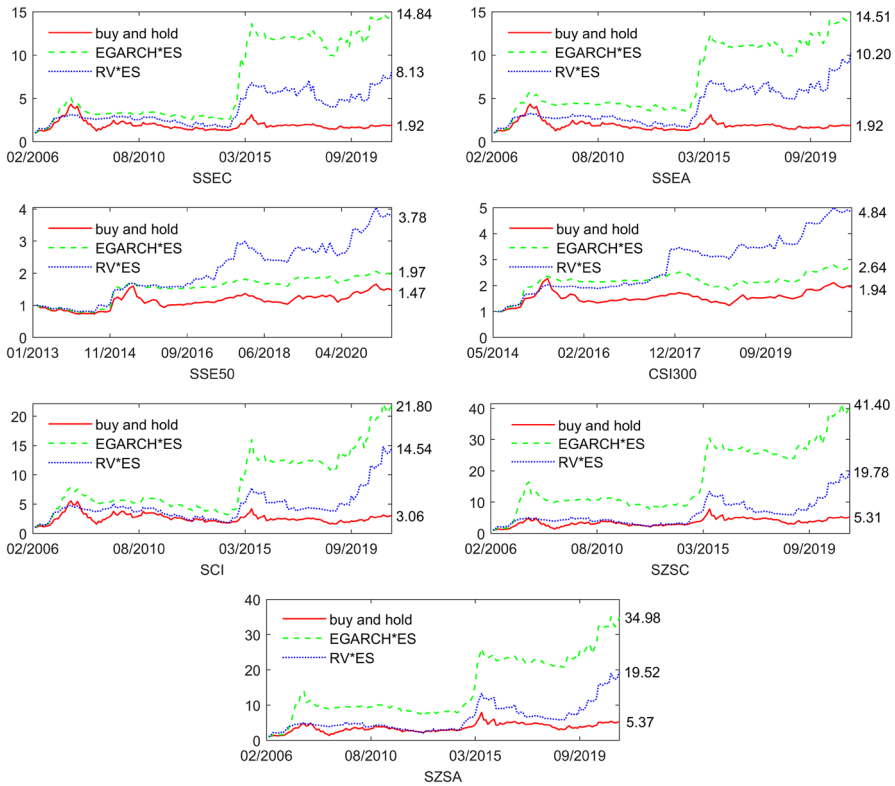 15
10
5
0
buy and hold
EGARCH*ES
RV*ES
14.84
8.13
1.92
02/2006 08/2010 03/2015 09/2019
SSEC
15
10
5
0
buy and hold
EGARCH*ES
RV*ES
14.51
10.20
1.92
02/2006 08/2010 03/2015 09/2019
SSEA
4
3
2
1
0
buy and hold
EGARCH*ES
RV*ES
3.78
1.97
1.47
01/2013 11/2014 09/2016 06/2018 04/2020
SSE50
5
4
3
2
1
0
buy and hold
EGARCH*ES
RV*ES
4.84
2.64
1.94
05/2014 02/2016 12/2017 09/2019
CSI300
20
15
10
5
0
buy and hold
EGARCH*ES
RV*ES
21.80
14.54
3.06
02/2006 08/2010 03/2015 09/2019
SCI
40
30
20
10
0
buy and hold
EGARCH*ES
RV*ES
41.40
19.78
5.31
02/2006 08/2010 03/2015 09/2019
SZSC
40
30
20
10
0
buy and hold
EGARCH*ES
RV*ES
34.98
19.52
5.37
02/2006 08/2010 03/2015 09/2019
SZSA